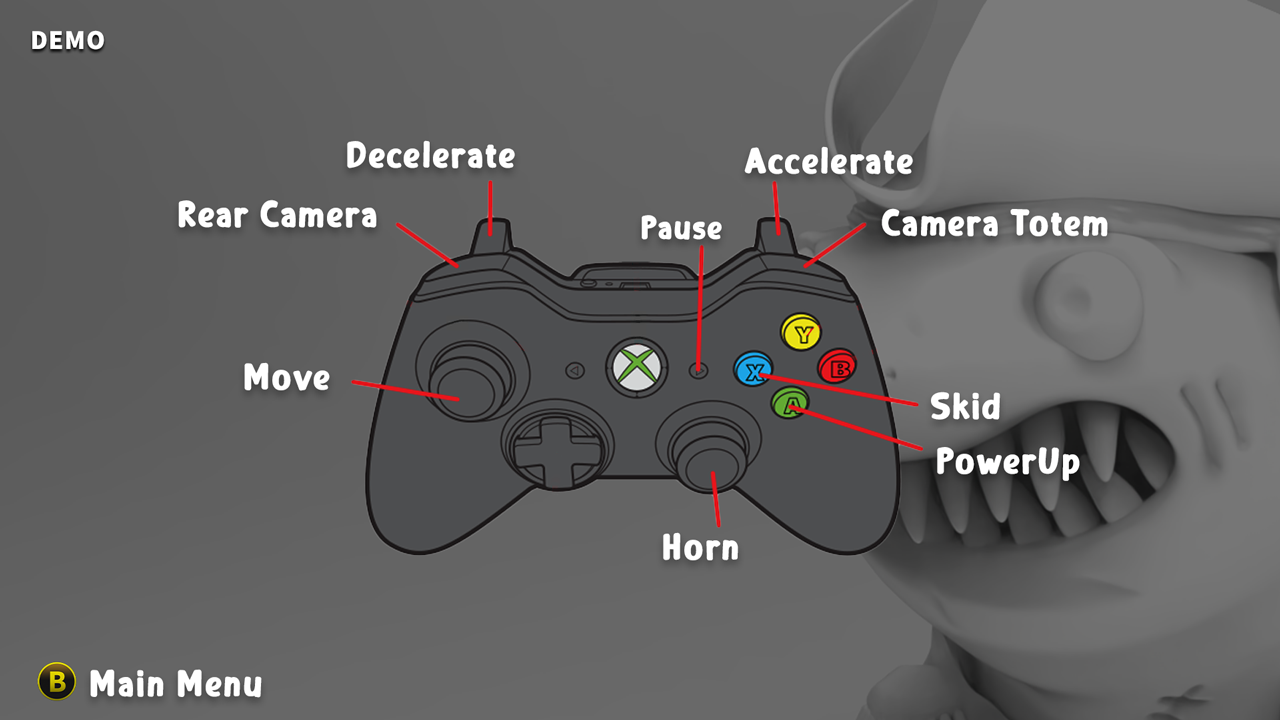 DEMO
Decelerate
Accelerate
Rear Camera
Pause
Camera Totem
Y
X
B
A
Move
Skid
PowerUp
Horn
B Main Menu